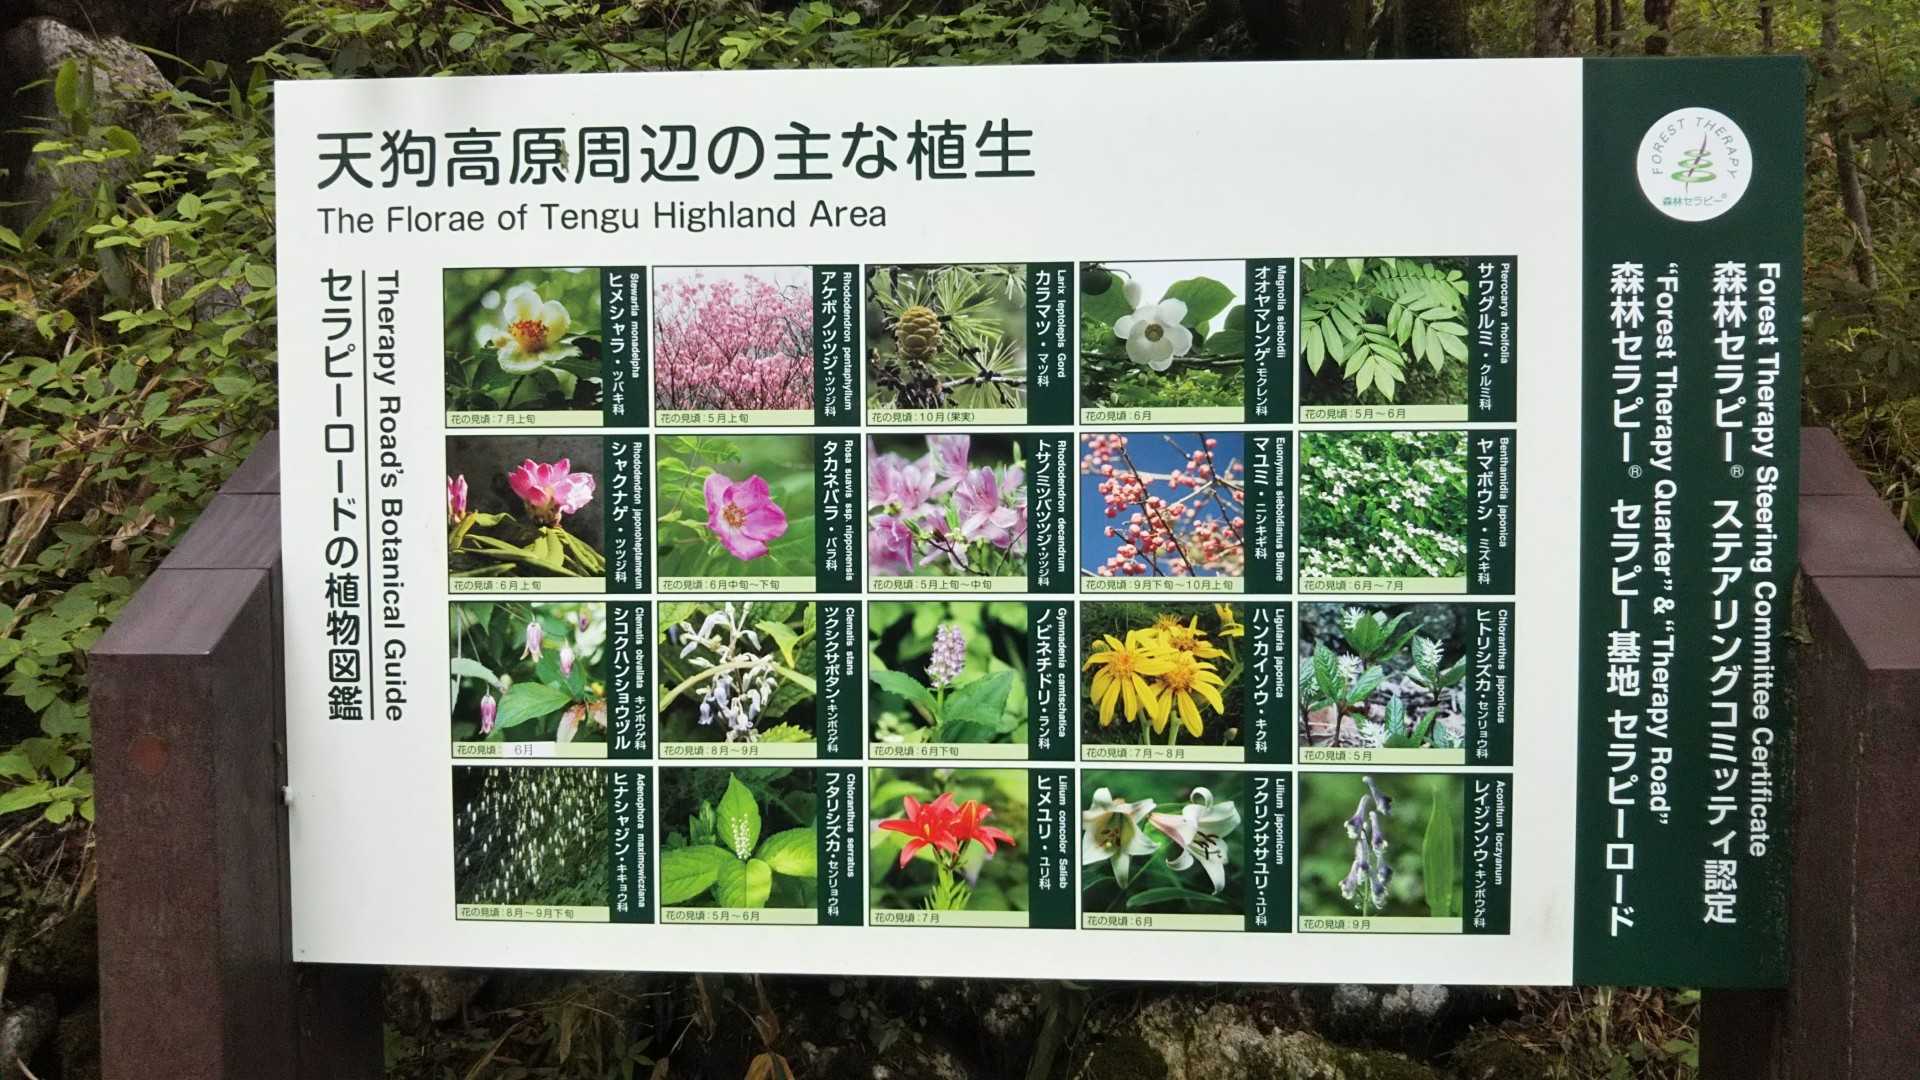 天狗高原周辺の主な植生
The Florae of Tengu Highland Area
Therapy Road's Botanical Guide
セラピーロードの植物図鑑
Stewartia monadelpha
ヒメシャラ・ツバキ科
花の見頃:7月上旬
Rhododendron pentaphyllum
アケボノツツジ・ツツジ科
花の見頃:5月上旬
Larix leptolepis Gord
カラマツ・マツ科
花の見頃:10月(果実)
Magnolia sieboldii
オオヤマレンゲ・モクレン科
花の見頃:6月
Pterocarya rhoifolia
サワグルミ・クルミ科
花の見頃:5月〜6月
Rhododendron japonoheptamerum
シャクナゲ・ツツジ科
花の見頃:6月上旬
Rosa suavis ssp. nipponensis
タカネバラ・バラ科
花の見頃:6月中旬〜下旬
Rhododendron decandrum
トサノミツバツツジ・ツツジ科
花の見頃:5月上旬〜中旬
Euonymus sieboldianus Blume
マユミ・ニシキギ科
花の見頃:9月下旬〜10月上旬
Benthamidia japonica
ヤマボウシ・ミズキ科
花の見頃:6月〜7月
Clematis obvallata
シコクハンショウヅル キンポウゲ科
花の見頃:6月
Clematis stans
ツクシクサボタン・キンポウゲ科
花の見頃:8月〜9月
Gymnadenia camtschatica
ノビネチドリ・ラン科
花の見頃:6月下旬
Ligularia japonica
ハンカイソウ・キク科
花の見頃:7月〜8月
Chloranthus japonicus
ヒトリシズカ・センリョウ科
花の見頃:5月
Adenophora maximowicziana
ヒナシャジン・キキョウ科
花の見頃:8月〜9月下旬
Chloranthus serratus
フタリシズカ・センリョウ科
花の見頃:5月〜6月
Lilium concolor Salisb
ヒメユリ・ユリ科
花の見頃:7月
Lilium japonicum
フクリンササユリ・ユリ科
花の見頃:6月
Aconitum loczyanum
レイジンソウ・キンポウゲ科
花の見頃:9月
FOREST THERAPY
森林セラピー®
Forest Therapy Steering Committee Certificate
森林セラピー® ステアリングコミッティ認定
"Forest Therapy Quarter" & "Therapy Road"
森林セラピー® セラピー基地 セラピーロード